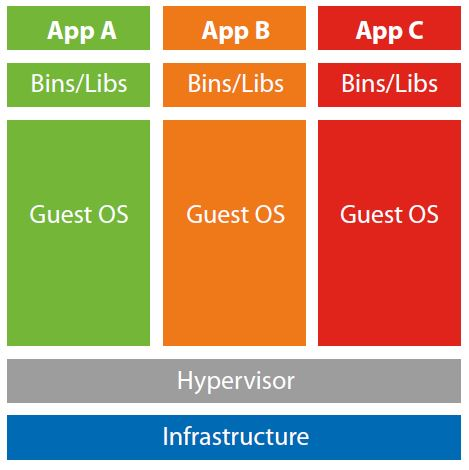 App A App B App C
Bins/Libs Bins/Libs Bins/Libs
Guest OS Guest OS Guest OS
Hypervisor
Infrastructure